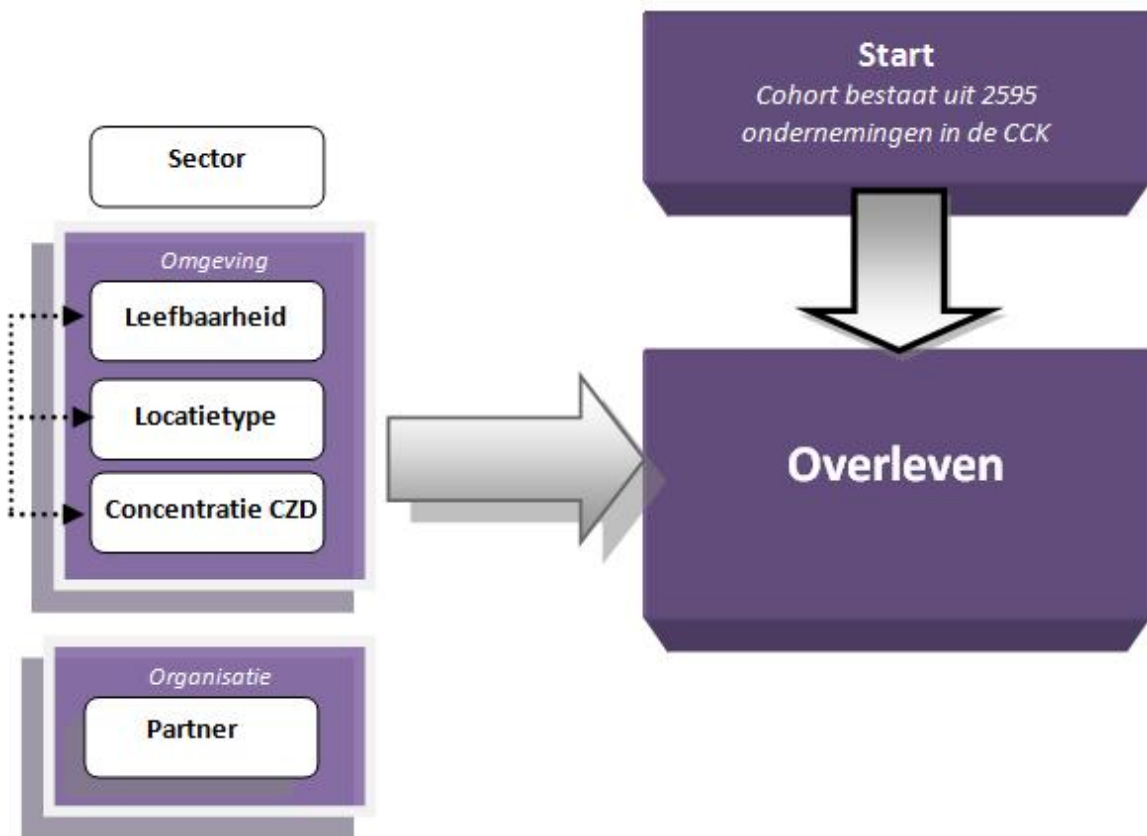 Start
Cohort bestaat uit 2595
ondernemingen in de CCK
Sector
Omgeving
Leefbaarheid
Locatietype
Concentratie CZD
Overleven
Organisatie
Partner